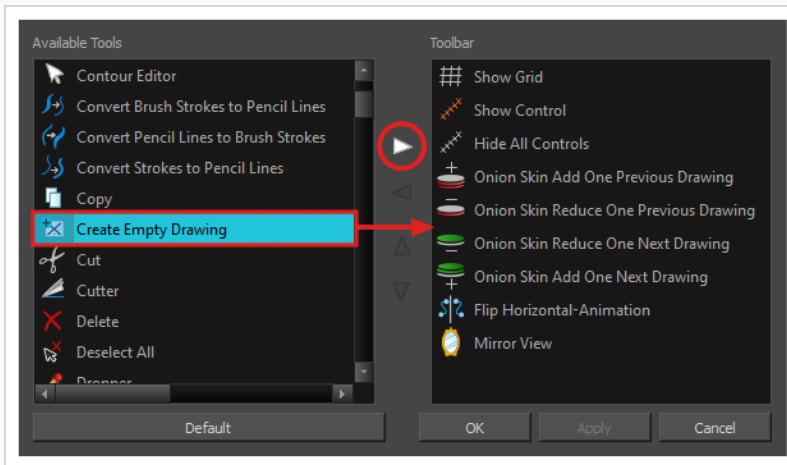 Available Tools
Contour Editor
Convert Brush Strokes to Pencil Lines
Convert Pencil Lines to Brush Strokes
Convert Strokes to Pencil Lines
Copy
Create Empty Drawing
Cut
Cutter
Delete
Deselect All
Dropper
Default
Toolbar
Show Grid
Show Control
Hide All Controls
Onion Skin Add One Previous Drawing
Onion Skin Reduce One Previous Drawing
Onion Skin Reduce One Next Drawing
Onion Skin Add One Next Drawing
Flip Horizontal-Animation
Mirror View
OK
Apply
Cancel